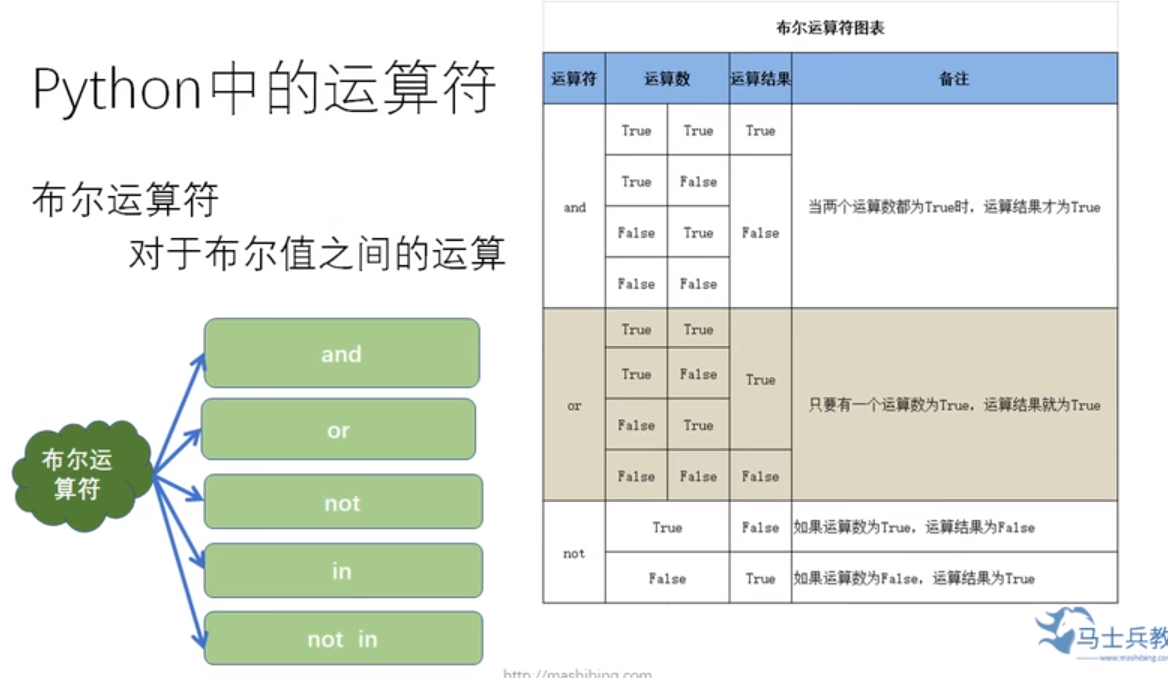 Python中的运算符
布尔运算符
对于布尔值之间的运算
布尔运
算符
and
or
not
in
not in
布尔运算符图表
运算符 运算数 运算结果 备注
and True True True 当两个运算数都为True时，运算结果才为True
True False False
False True
False False
or True True True 只要有一个运算数为True，运算结果就为True
True False
False True
False False False
not True False 如果运算数为True，运算结果为False
False True 如果运算数为False，运算结果为True
马士兵教
www.mashibing.com
http://mashibing.com